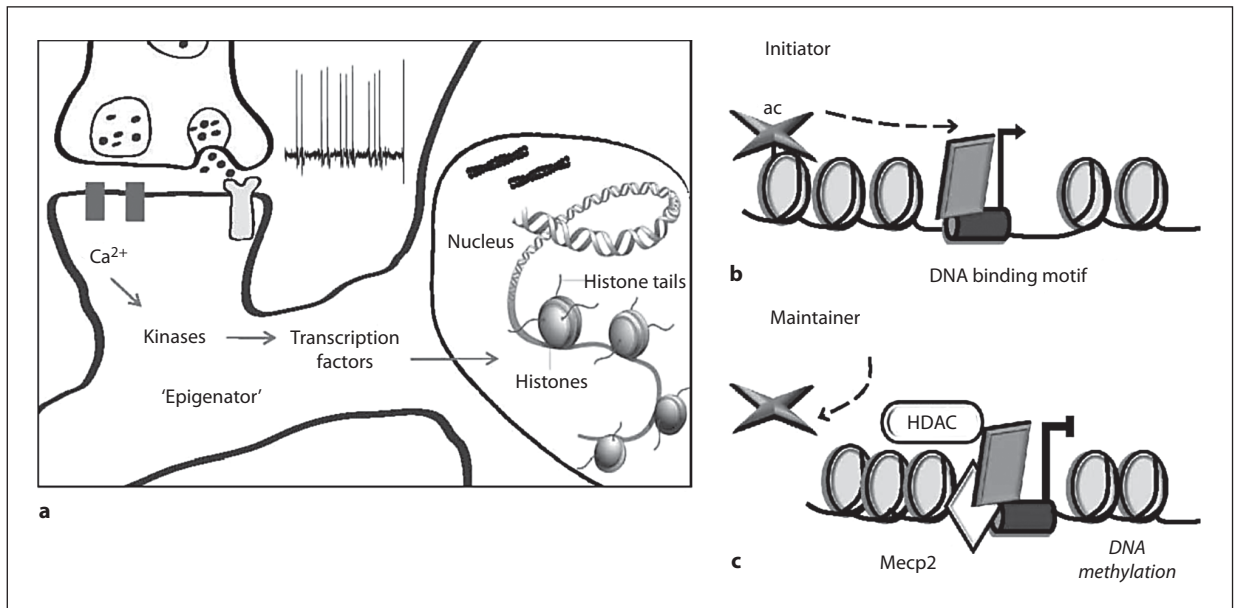 Nucleus
Histone tails
Ca²⁺
Kinases
Transcription
factors
Histones
'Epigenator'
a
Initiator
ac
b
DNA binding motif
Maintainer
HDAC
Mecp2
DNA
methylation
c